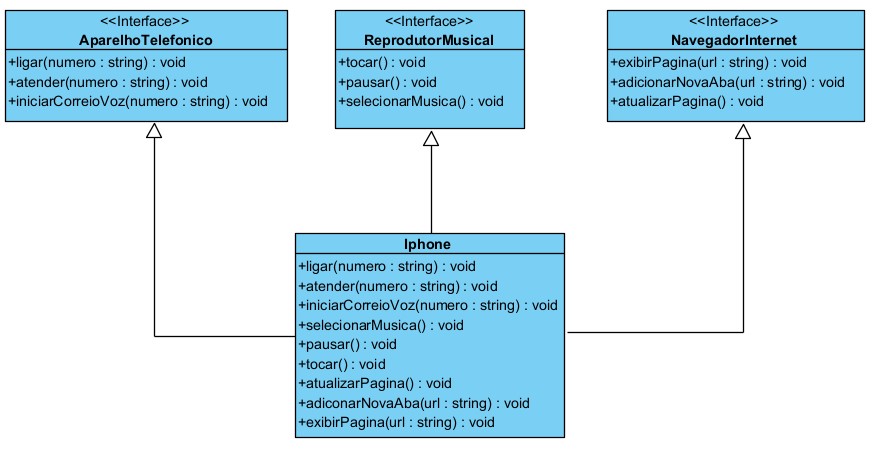 <<Interface>>
AparelhoTelefonico
+ligar(numero : string) : void
+atender(numero : string) : void
+iniciarCorreioVoz(numero : string) : void
<<Interface>>
ReprodutorMusical
+tocar() : void
+pausar() : void
+selecionarMusica() : void
<<Interface>>
NavegadorInternet
+exibirPagina(url : string) : void
+adicionarNovaAba(url : string) : void
+atualizarPagina() : void
Iphone
+ligar(numero : string) : void
+atender(numero : string) : void
+iniciarCorreioVoz(numero : string) : void
+selecionarMusica() : void
+pausar() : void
+tocar() : void
+atualizarPagina() : void
+adiconarNovaAba(url : string) : void
+exibirPagina(url : string) : void